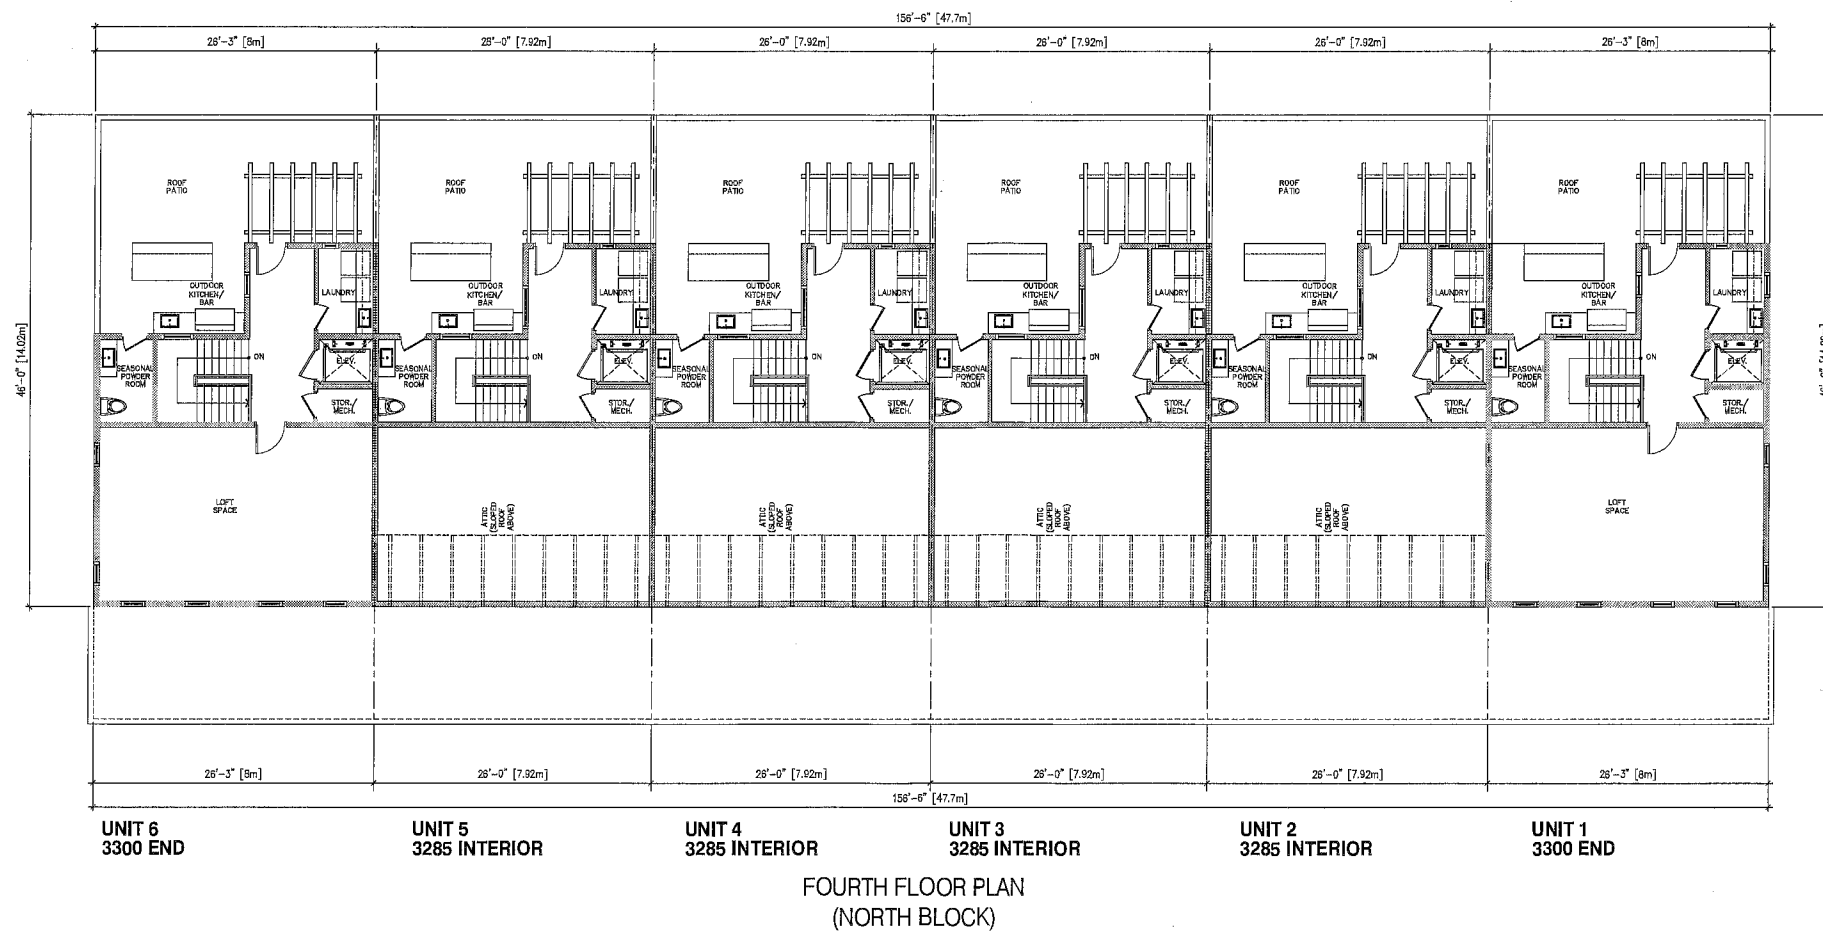 156'-6" [47.7m]
26'-3" [8m]
26'-0" [7.92m]
26'-0" [7.92m]
26'-0" [7.92m]
26'-0" [7.92m]
26'-3" [8m]
46'-0" [14.02m]
ROOF
PATIO
ROOF
PATIO
ROOF
PATIO
ROOF
PATIO
ROOF
PATIO
ROOF
PATIO
OUTDOOR
KITCHEN/
BAR
LAUNDRY
OUTDOOR
KITCHEN/
BAR
LAUNDRY
OUTDOOR
KITCHEN/
BAR
LAUNDRY
OUTDOOR
KITCHEN/
BAR
LAUNDRY
OUTDOOR
KITCHEN/
BAR
LAUNDRY
OUTDOOR
KITCHEN/
BAR
LAUNDRY
SEASONAL
POWDER
ROOM
DN
ELEV.
STOR./
MECH.
SEASONAL
POWDER
ROOM
DN
ELEV.
STOR./
MECH.
SEASONAL
POWDER
ROOM
DN
ELEV.
STOR./
MECH.
SEASONAL
POWDER
ROOM
DN
ELEV.
STOR./
MECH.
SEASONAL
POWDER
ROOM
DN
ELEV.
STOR./
MECH.
SEASONAL
POWDER
ROOM
DN
ELEV.
STOR./
MECH.
LOFT
SPACE
ATTIC
(SLOPED
ROOF
ABOVE)
ATTIC
(SLOPED
ROOF
ABOVE)
ATTIC
(SLOPED
ROOF
ABOVE)
ATTIC
(SLOPED
ROOF
ABOVE)
LOFT
SPACE
26'-3" [8m]
26'-0" [7.92m]
26'-0" [7.92m]
26'-0" [7.92m]
26'-0" [7.92m]
26'-3" [8m]
156'-6" [47.7m]
UNIT 6
3300 END
UNIT 5
3285 INTERIOR
UNIT 4
3285 INTERIOR
UNIT 3
3285 INTERIOR
UNIT 2
3285 INTERIOR
UNIT 1
3300 END
FOURTH FLOOR PLAN
(NORTH BLOCK)